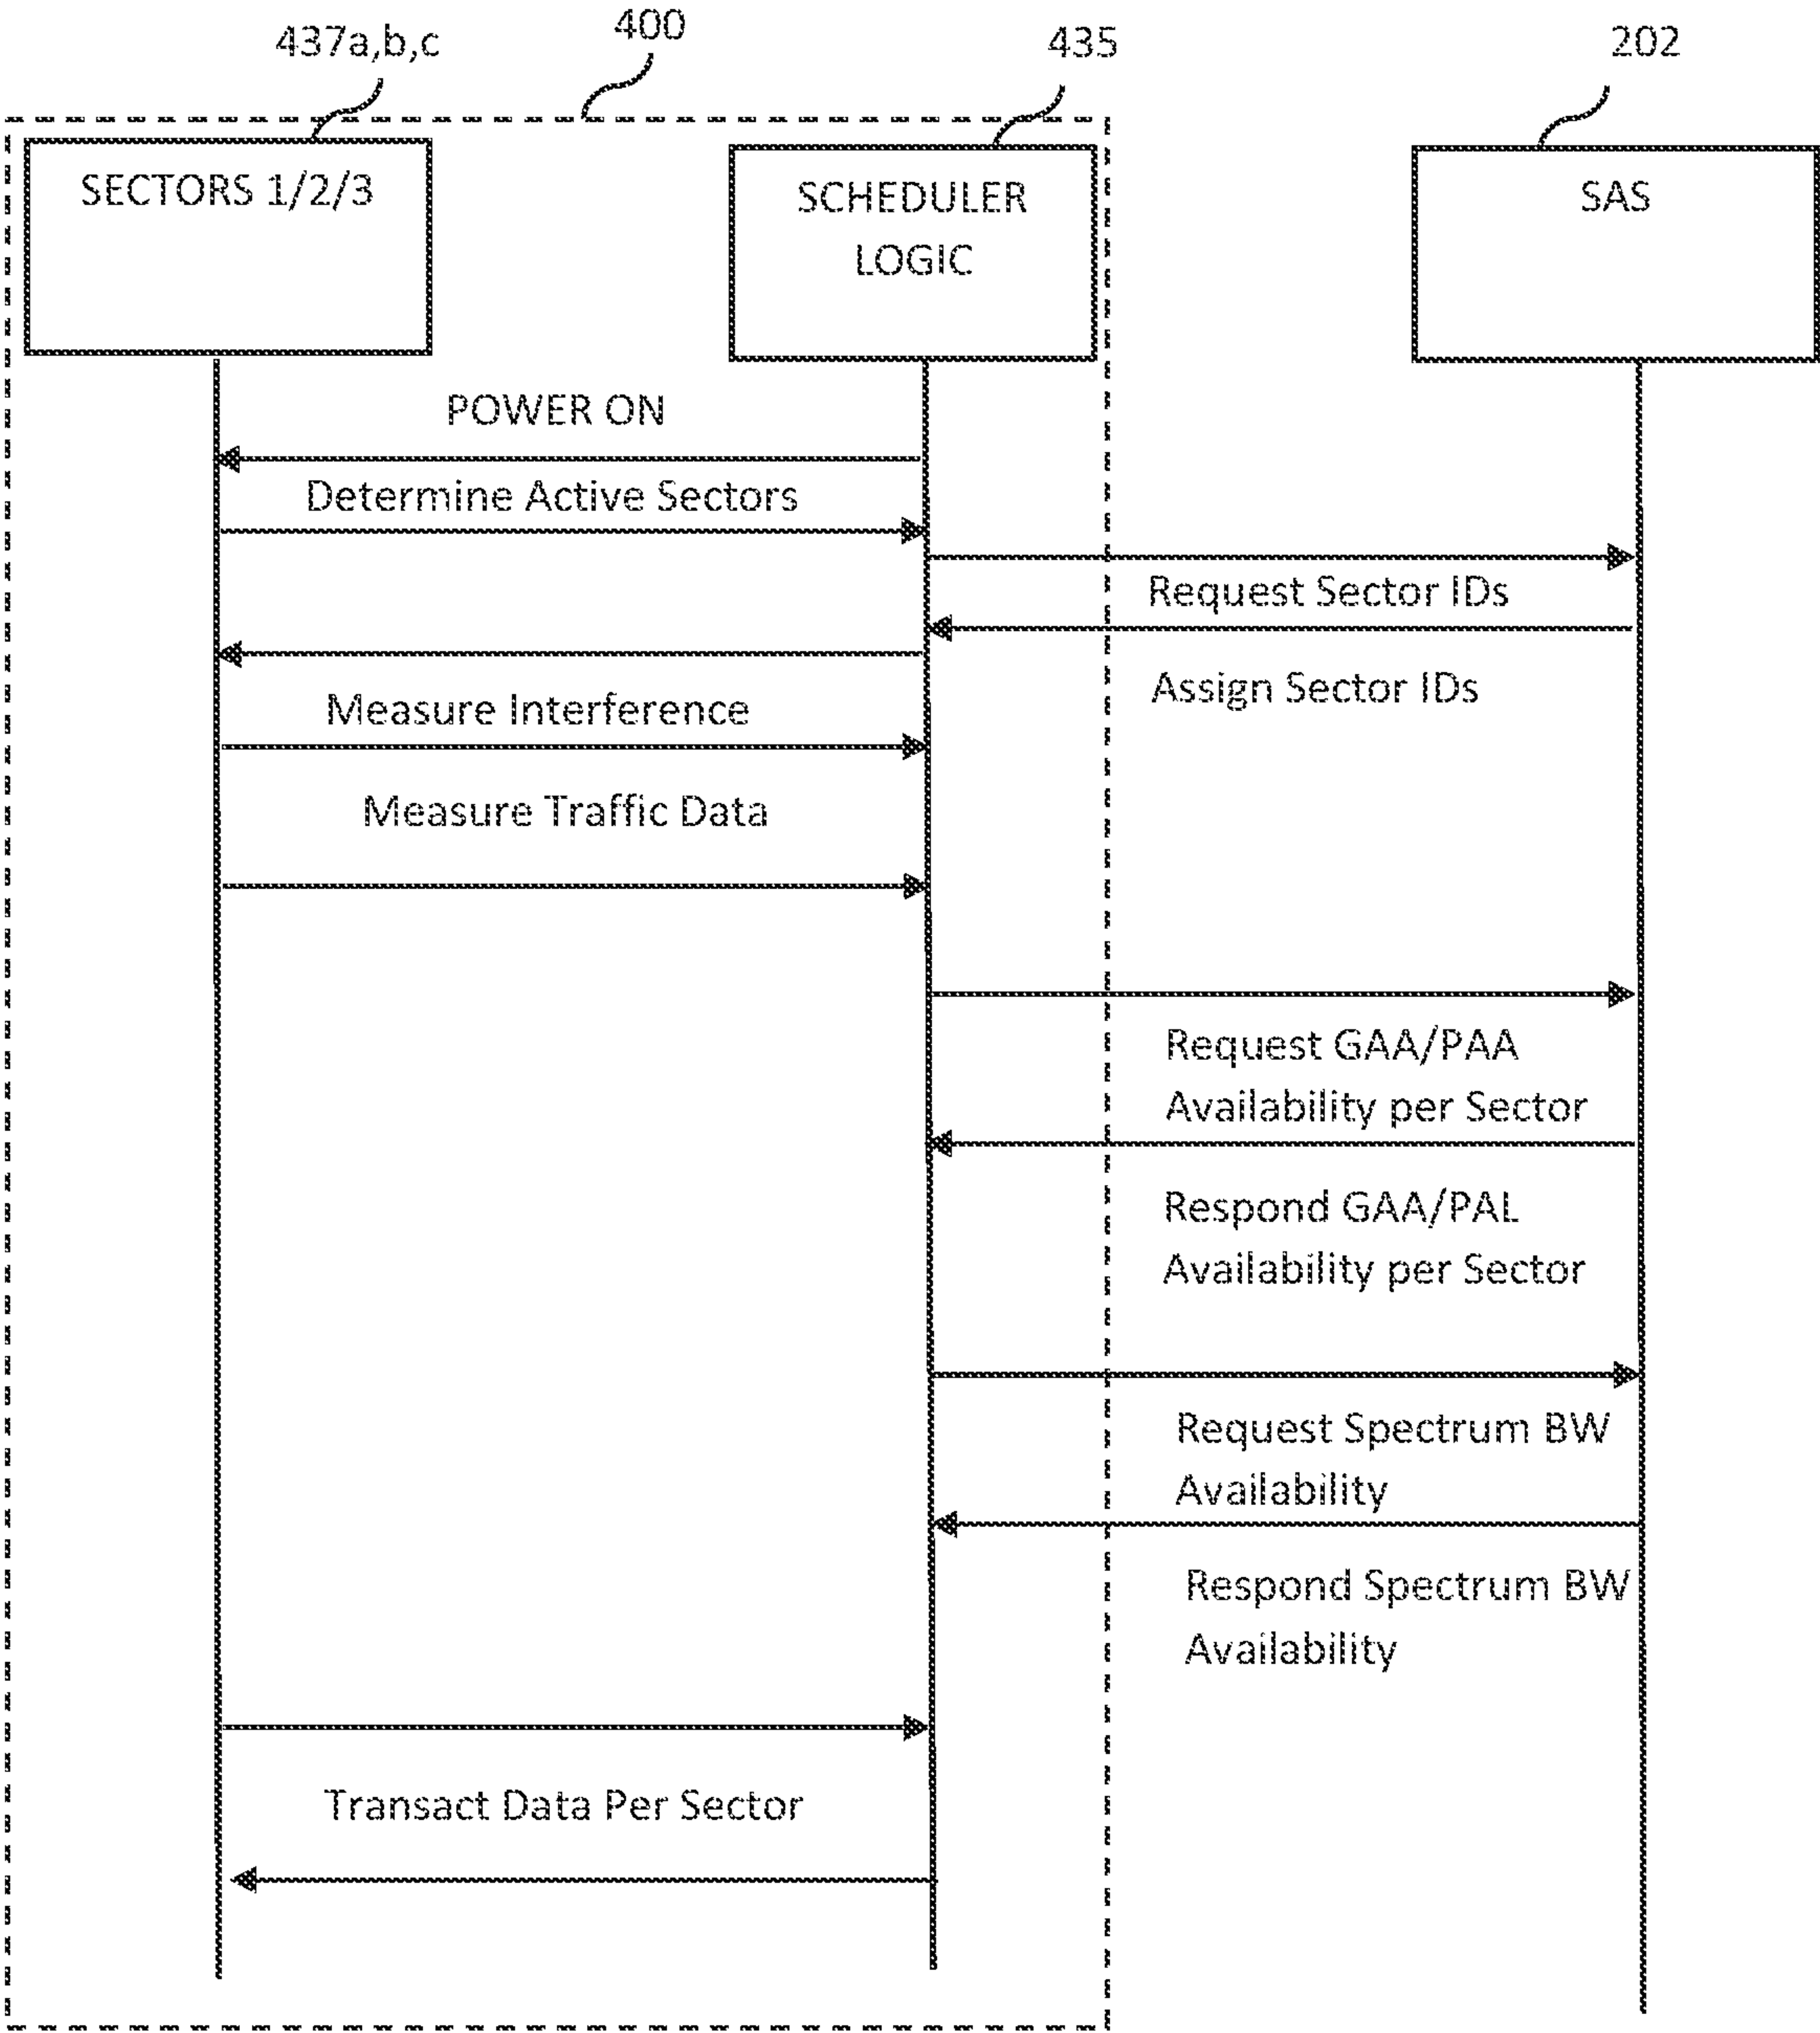 437a,b,c
400
435
202
SECTORS 1/2/3
SCHEDULER
LOGIC
SAS
POWER ON
Determine Active Sectors
Request Sector IDs
Assign Sector IDs
Measure Interference
Measure Traffic Data
Request GAA/PAA
Availability per Sector
Respond GAA/PAL
Availability per Sector
Request Spectrum BW
Availability
Respond Spectrum BW
Availability
Transact Data Per Sector